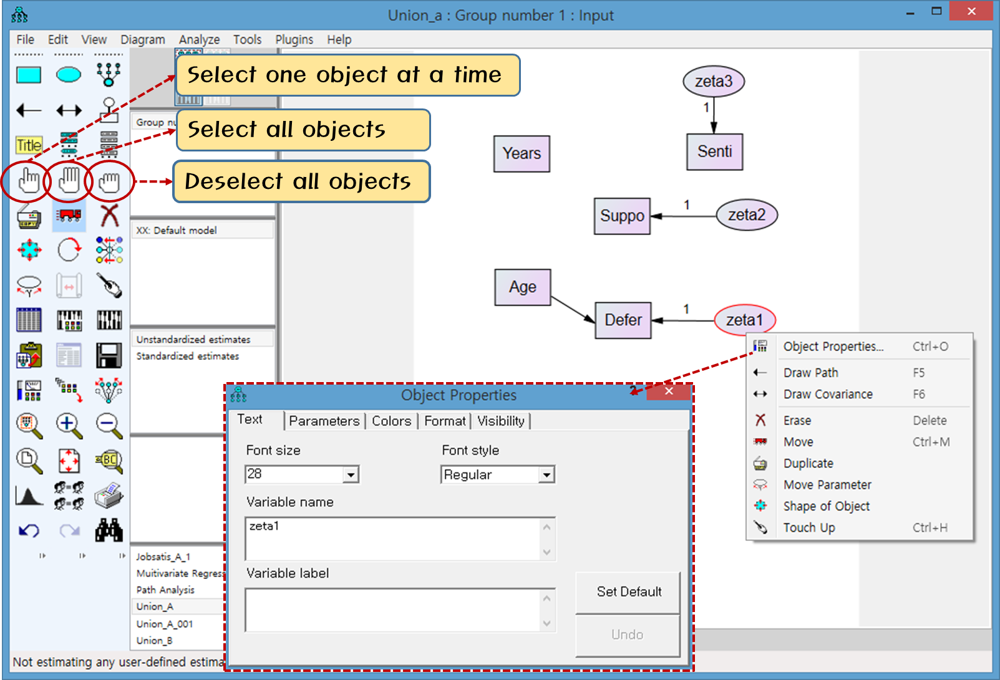 Union_a : Group number 1 : Input
File Edit View Diagram Analyze Tools Plugins Help
Select one object at a time
Select all objects
Deselect all objects
Title
Group nu
XX: Default model
Unstandardized estimates
Standardized estimates
Jobsatis_A_1
Muitivariate Regress
Path Analysis
Union_A
Union_A_001
Union_B
Not estimating any user-defined estima
zeta3
1
Senti
Years
Suppo
1
zeta2
Age
Defer
1
zeta1
Object Properties... Ctrl+O
Draw Path F5
Draw Covariance F6
Erase Delete
Move Ctrl+M
Duplicate
Move Parameter
Shape of Object
Touch Up Ctrl+H
Object Properties
Text Parameters Colors Format Visibility
Font size Font style
28 Regular
Variable name
zeta1
Variable label
Set Default
Undo